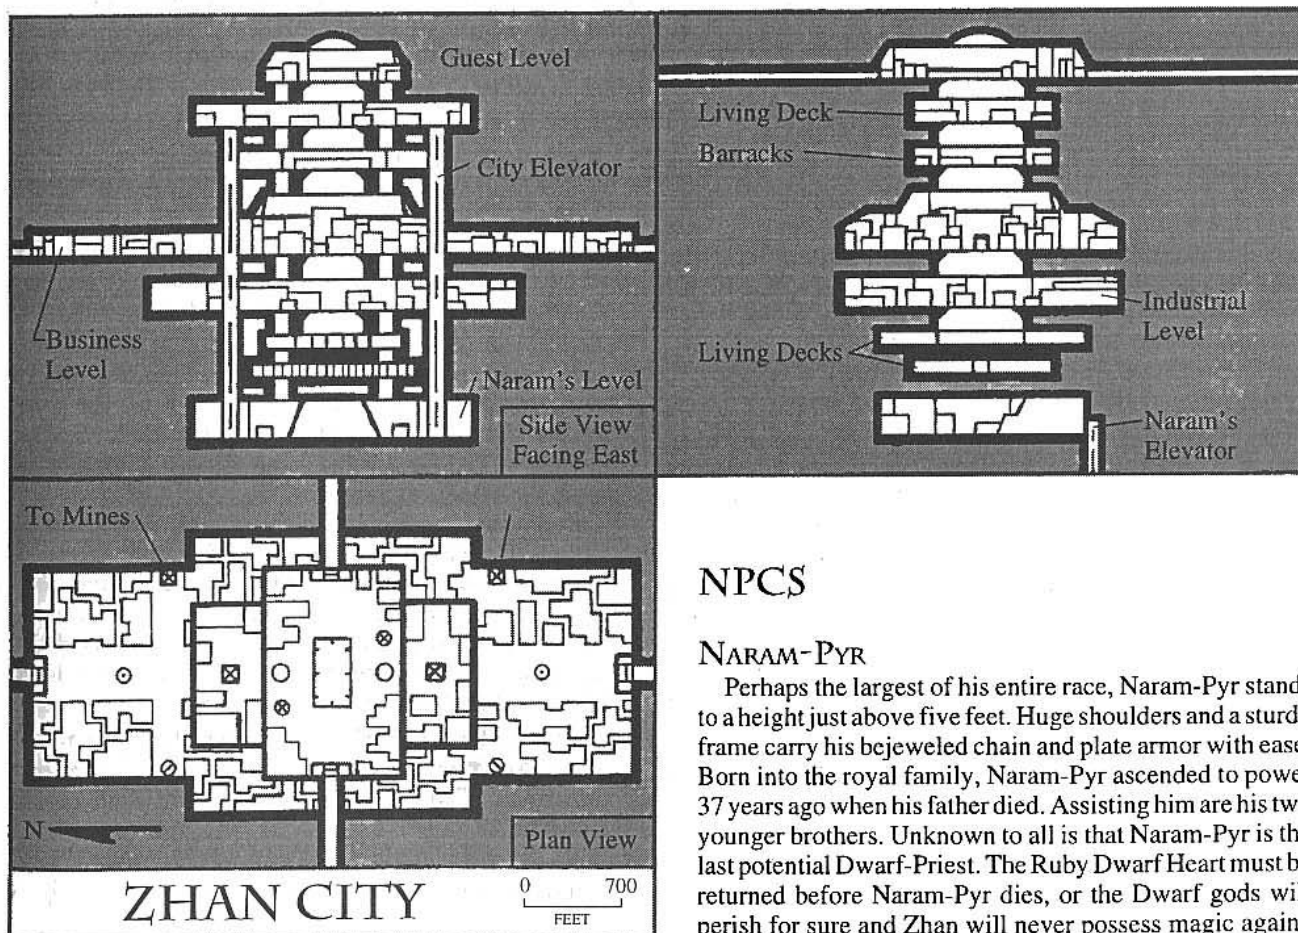 Guest Level
City Elevator
Business
Level
Naram's Level
Side View
Facing East
Living Deck
Barracks
Industrial
Level
Living Decks
Naram's
Elevator
To Mines
N
Plan View
ZHAN CITY
0 700
FEET
NPCS
NARAM-PYR
Perhaps the largest of his entire race, Naram-Pyr stand
to a height just above five feet. Huge shoulders and a sturd
frame carry his bejeweled chain and plate armor with ease
Born into the royal family, Naram-Pyr ascended to powe
37 years ago when his father died. Assisting him are his tw
younger brothers. Unknown to all is that Naram-Pyr is th
last potential Dwarf-Priest. The Ruby Dwarf Heart must b
returned before Naram-Pyr dies, or the Dwarf gods wil
perish for sure and Zhan will never possess magic again